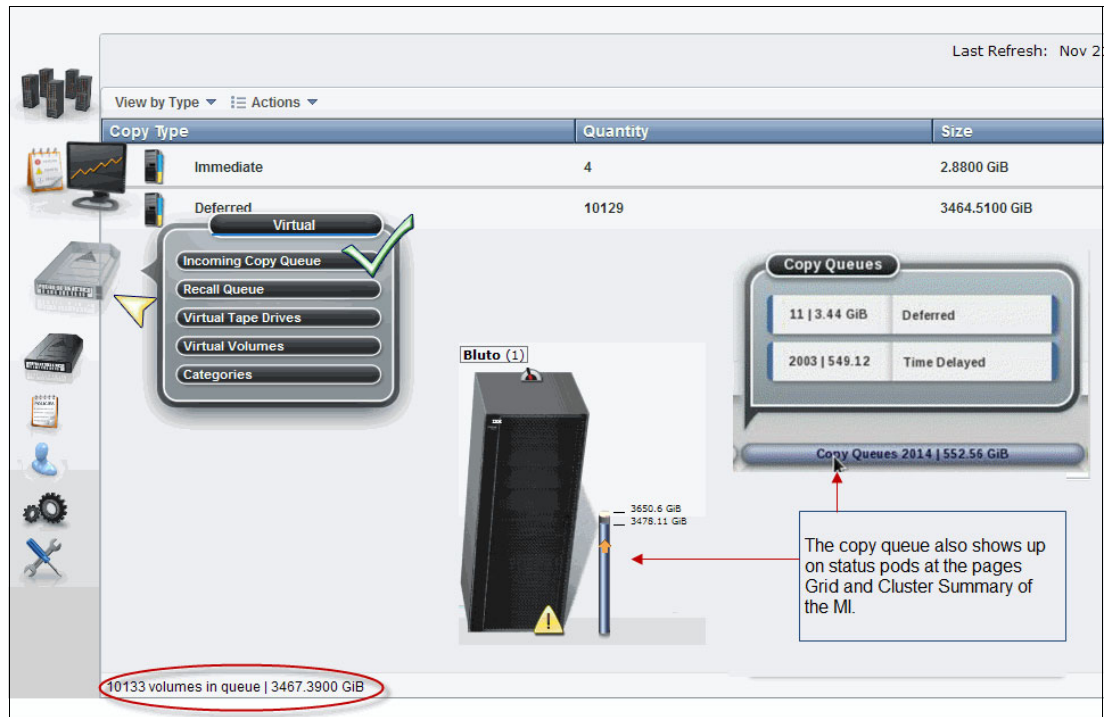 Last Refresh: Nov 2
View by Type Actions
Copy Type Quantity Size
Immediate 4 2.8800 GiB
Deferred 10129 3464.5100 GiB
Virtual
Incoming Copy Queue
Recall Queue
Virtual Tape Drives
Virtual Volumes
Categories
Bluto (1)
3650.6 GiB
3478.11 GiB
Copy Queues
11 | 3.44 GiB Deferred
2003 | 549.12 Time Delayed
Copy Queues 2014 | 552.56 GiB
The copy queue also shows up
on status pods at the pages
Grid and Cluster Summary of
the MI.
10133 volumes in queue | 3467.3900 GiB